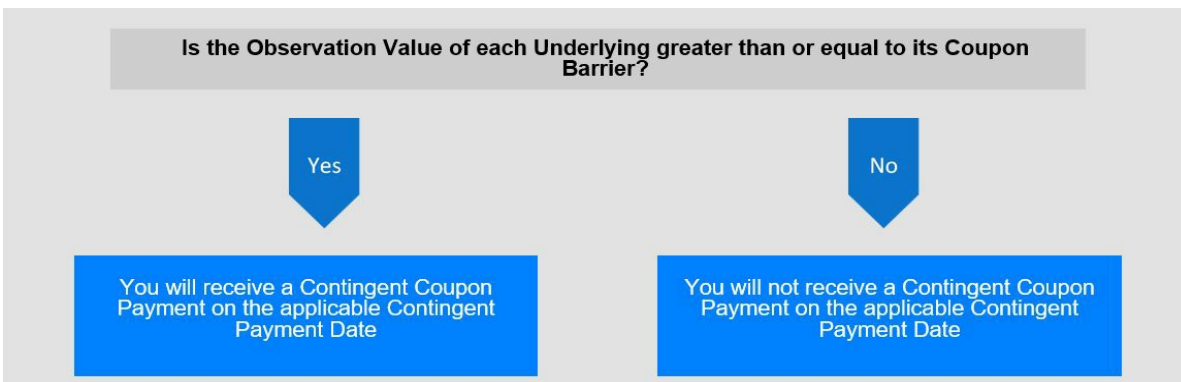 Is the Observation Value of each Underlying greater than or equal to its Coupon
Barrier?
Yes
No
You will receive a Contingent Coupon
Payment on the applicable Contingent
Payment Date
You will not receive a Contingent Coupon
Payment on the applicable Contingent
Payment Date